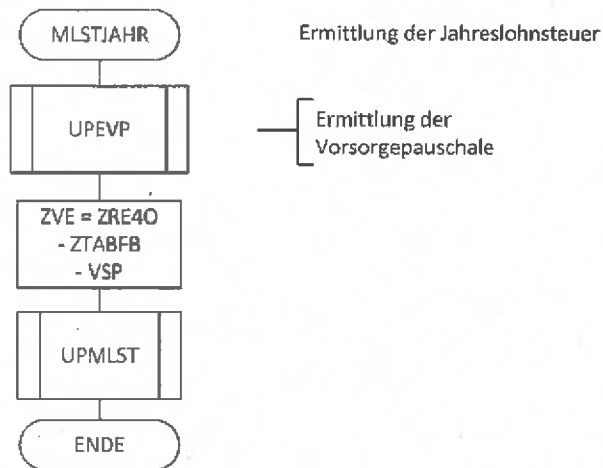 MLSTJAHR
Ermittlung der Jahreslohnsteuer
UPEVP
Ermittlung der
Vorsorgepauschale
ZVE = ZRE4O
- ZTABFB
- VSP
UPMLST
ENDE